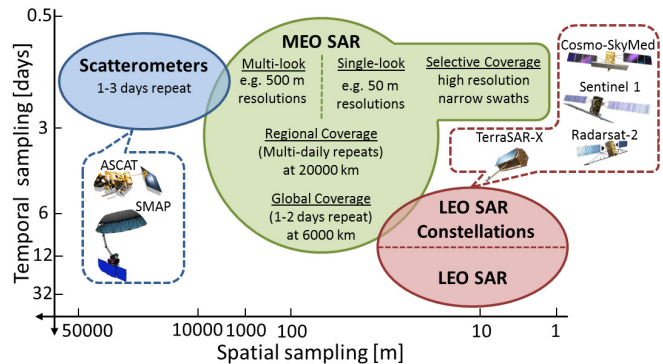 0.5
3
6
12
32
Temporal sampling [days]
Scatterometers
1-3 days repeat
ASCAT
SMAP
MEO SAR
Multi-look
e.g. 500 m
resolutions
Single-look
e.g. 50 m
resolutions
Selective Coverage
high resolution
narrow swaths
Regional Coverage
(Multi-daily repeats)
at 20000 km
Global Coverage
(1-2 days repeat)
at 6000 km
Cosmo-SkyMed
Sentinel 1
TerraSAR-X
Radarsat-2
LEO SAR
Constellations
LEO SAR
50000 10000 1000 100 10 1
Spatial sampling [m]